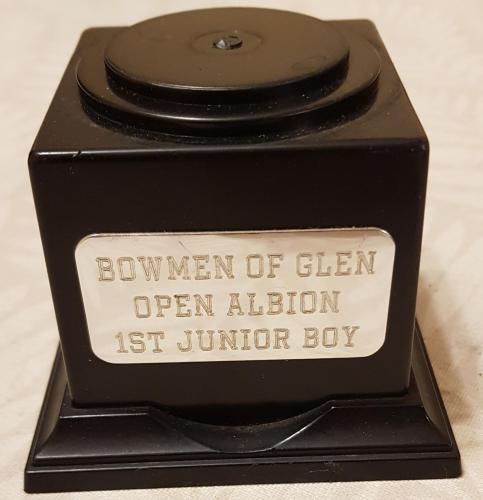 BOWMEN OF GLEN
OPEN ALBION
1ST JUNIOR BOY